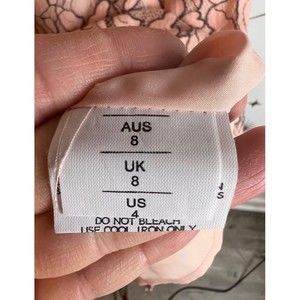 AUS
8
UK
8
US
4
DO NOT BLEACH
USE COOL IRON ONLY
S